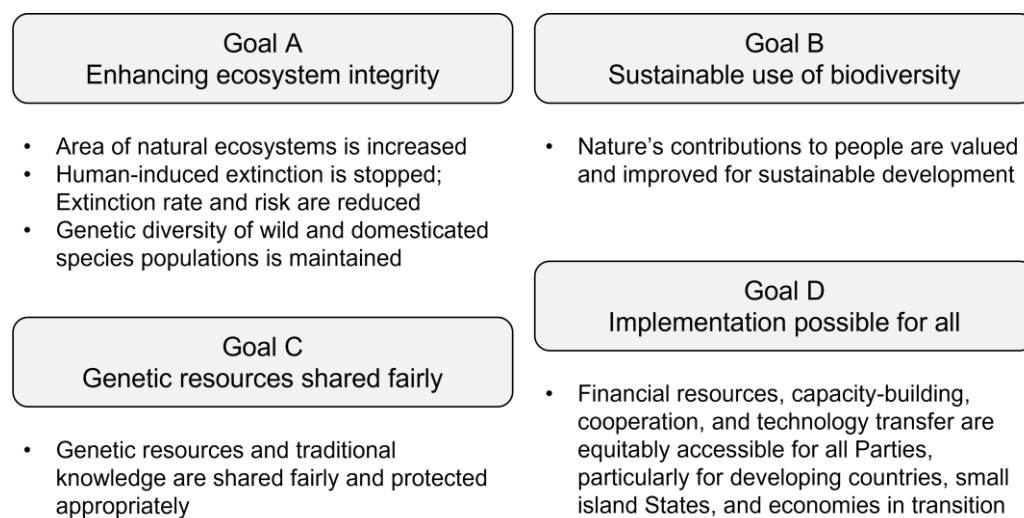 Goal A
Enhancing ecosystem integrity
• Area of natural ecosystems is increased
• Human-induced extinction is stopped;
Extinction rate and risk are reduced
• Genetic diversity of wild and domesticated
species populations is maintained
Goal B
Sustainable use of biodiversity
• Nature's contributions to people are valued
and improved for sustainable development
Goal C
Genetic resources shared fairly
• Genetic resources and traditional
knowledge are shared fairly and protected
appropriately
Goal D
Implementation possible for all
• Financial resources, capacity-building,
cooperation, and technology transfer are
equitably accessible for all Parties,
particularly for developing countries, small
island States, and economies in transition